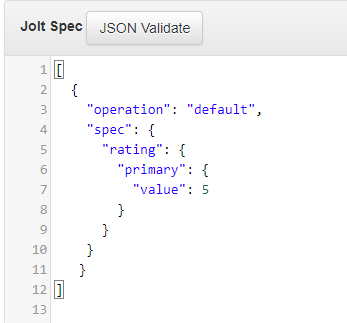 Jolt Spec JSON Validate
1 [
2   {
3     "operation": "default",
4     "spec": {
5       "rating": {
6         "primary": {
7           "value": 5
8         }
9       }
10     }
11    }
12 ]
13